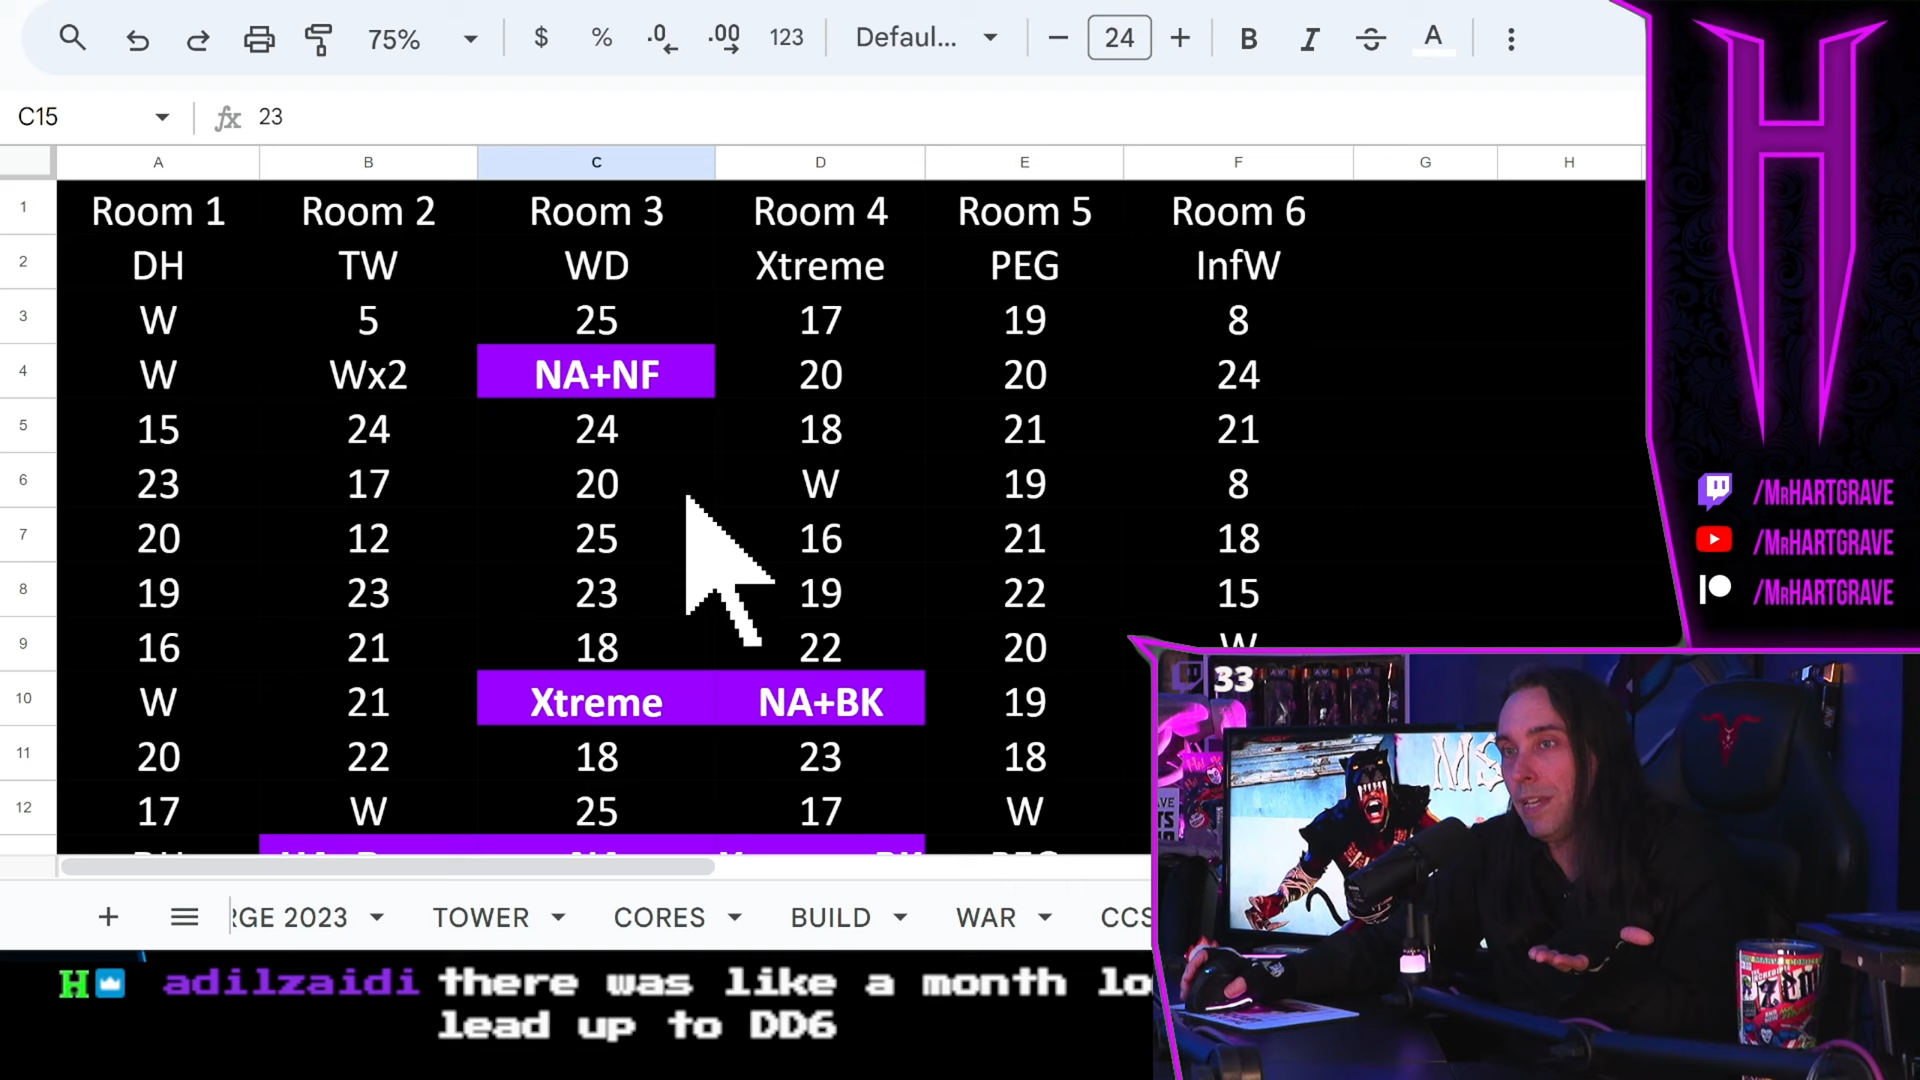 75% $ % .0 .00 123 Defaul... 24 B I S A
C15 fx 23
A B C D E F G H
1 Room 1 Room 2 Room 3 Room 4 Room 5 Room 6
2 DH TW WD Xtreme PEG InfW
3 W 5 25 17 19 8
4 W Wx2 NA+NF 20 20 24
5 15 24 24 18 21 21
6 23 17 20 W 19 8
7 20 12 25 16 21 18
8 19 23 23 19 22 15
9 16 21 18 22 20 W
10 W 21 Xtreme NA+BK 19
11 20 22 18 23 18
12 17 W 25 17 W
RGE 2023 TOWER CORES BUILD WAR CCS
adilzaidi there was like a month lo
lead up to DD6
H
/MRHARTGRAVE
/MRHARTGRAVE
/MRHARTGRAVE
33